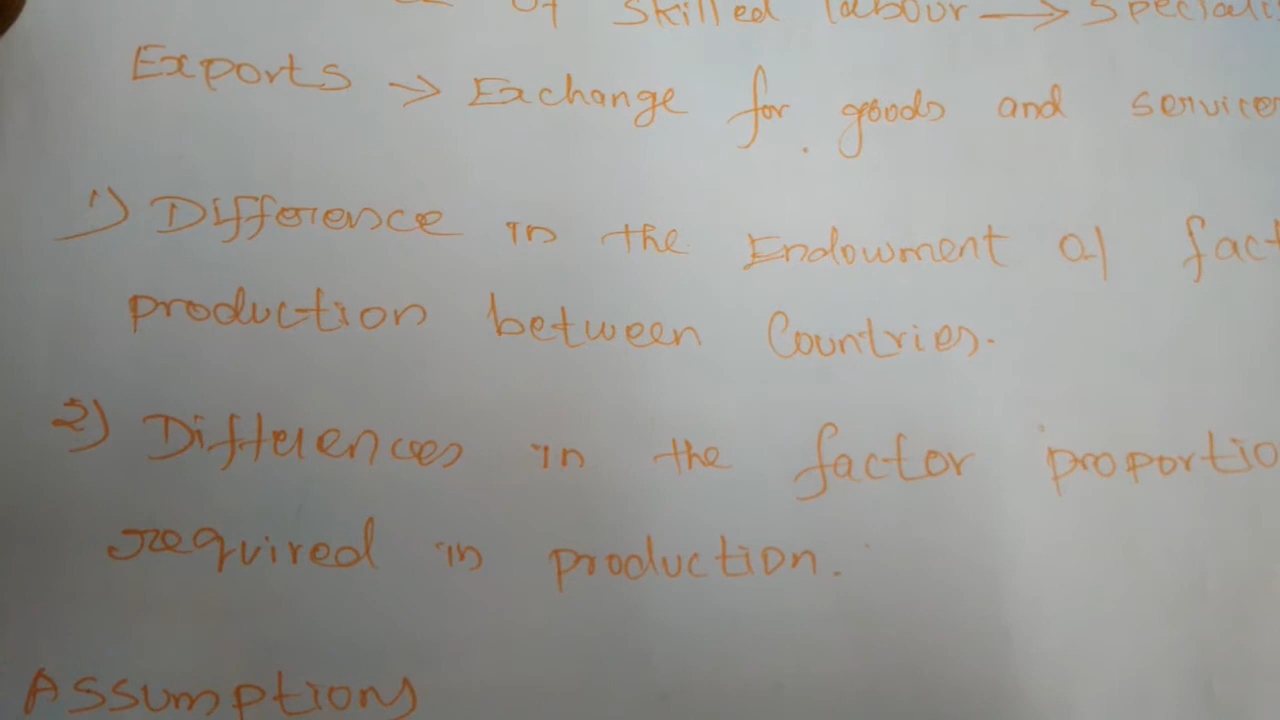 of skilled labour → Speciali
Exports → Exchange for goods and services
1) Difference in the Endowment of fact
production between Countries.
2) Differences in the factor proportio
required in production.
Assumptions